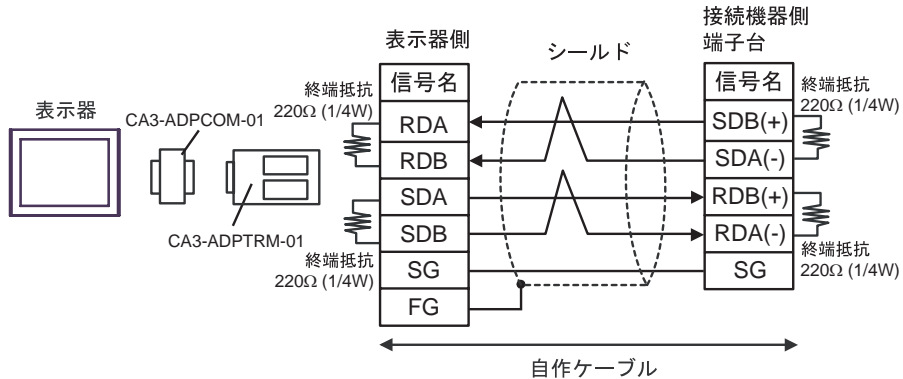 表示器
CA3-ADPCOM-01
CA3-ADPTRM-01
表示器側
終端抵抗
220Ω (1/4W)
終端抵抗
220Ω (1/4W)
信号名
RDA
RDB
SDA
SDB
SG
FG
シールド
接続機器側
端子台
信号名
SDB(+)
SDA(-)
RDB(+)
RDA(-)
SG
終端抵抗
220Ω (1/4W)
終端抵抗
220Ω (1/4W)
自作ケーブル